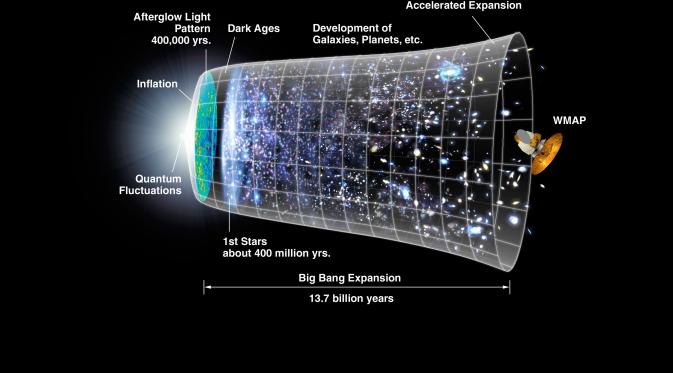 Accelerated Expansion
Afterglow Light
Pattern
400,000 yrs.
Dark Ages
Development of
Galaxies, Planets, etc.
Inflation
WMAP
Quantum
Fluctuations
1st Stars
about 400 million yrs.
Big Bang Expansion
13.7 billion years